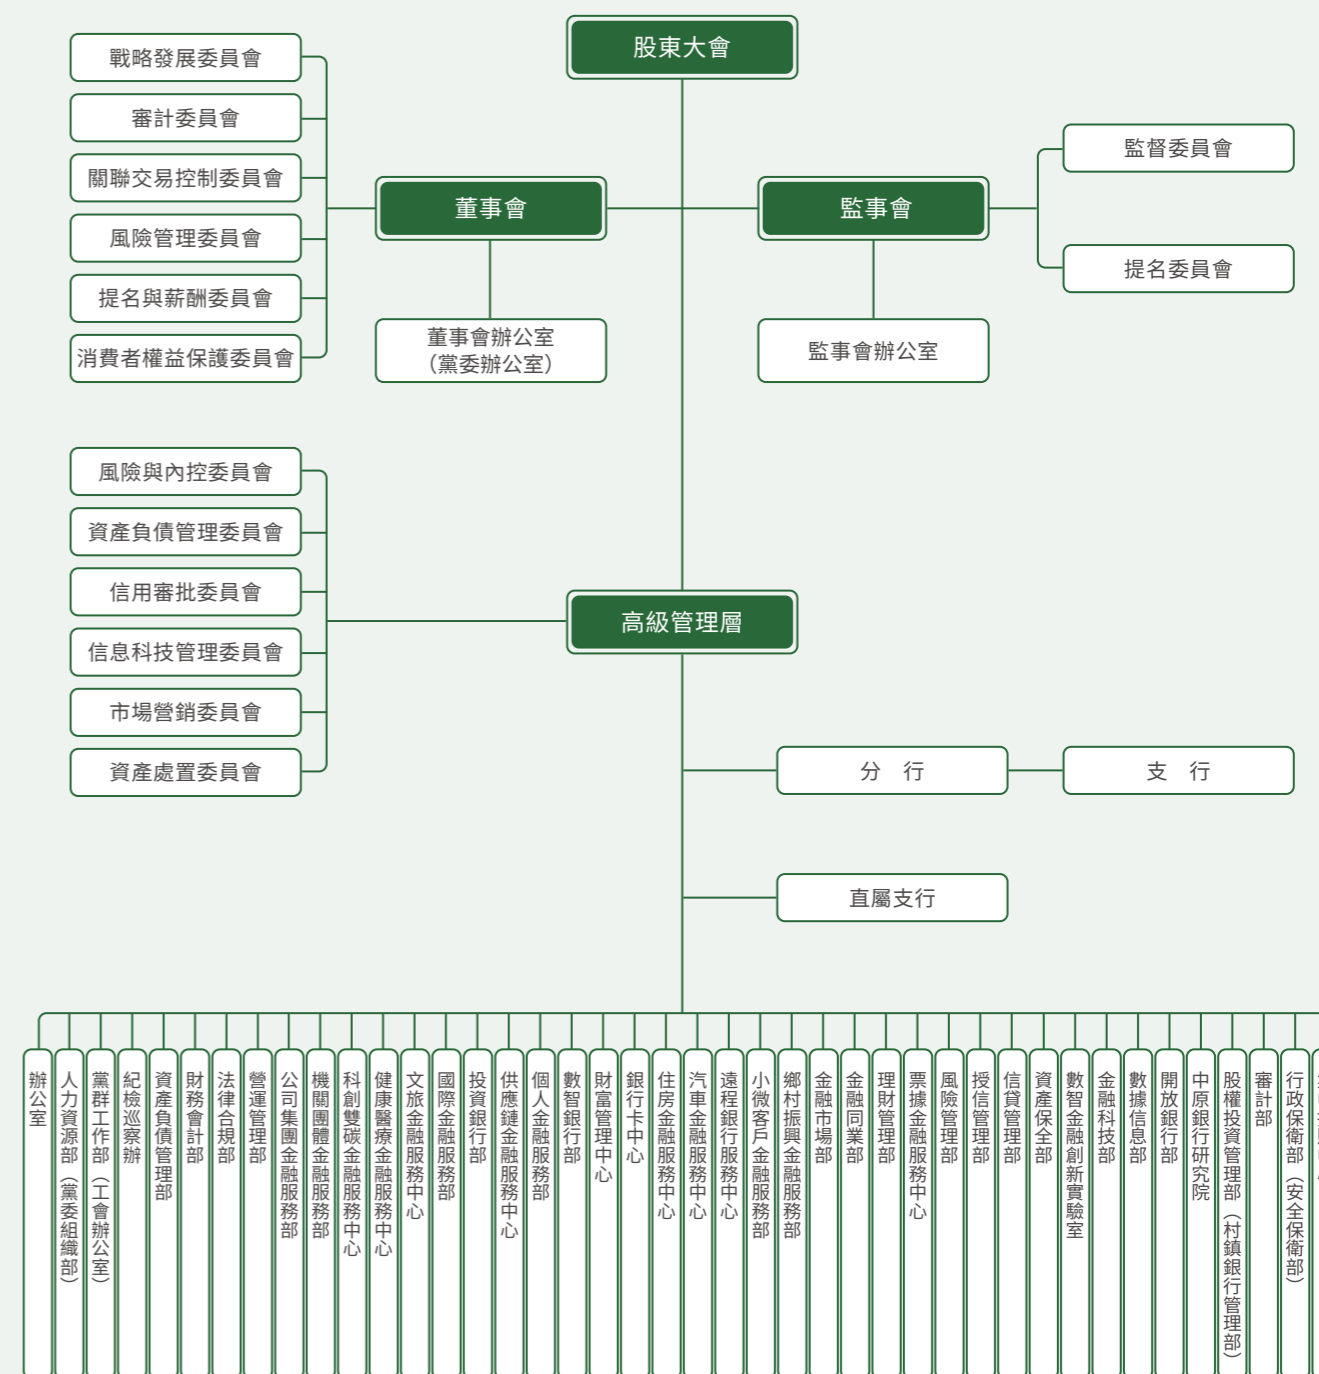 股東大會
戰略發展委員會
審計委員會
關聯交易控制委員會
風險管理委員會
提名與薪酬委員會
消費者權益保護委員會
董事會
監事會
監督委員會
提名委員會
董事會辦公室
（黨委辦公室）
監事會辦公室
風險與內控委員會
資產負債管理委員會
信用審批委員會
信息科技管理委員會
市場營銷委員會
資產處置委員會
高級管理層
分　行
支　行
直屬支行
辦公室
人力資源部（黨委組織部）
黨群工作部（工會辦公室）
紀檢巡察辦
資產負債管理部
財務會計部
法律合規部
營運管理部
公司集團金融服務部
機關團體金融服務部
科創雙碳金融服務中心
健康醫療金融服務中心
文旅金融服務中心
國際金融服務部
投資銀行部
供應鏈金融服務中心
個人金融服務部
數智銀行部
財富管理中心
銀行卡中心
住房金融服務中心
汽車金融服務中心
遠程銀行服務中心
小微客戶金融服務部
鄉村振興金融服務部
金融市場部
金融同業部
理財管理部
票據金融服務中心
風險管理部
授信管理部
信貸管理部
資產保全部
數智金融創新實驗室
金融科技部
數據信息部
開放銀行部
中原銀行研究院
股權投資管理部（村鎮銀行管理部）
審計部
行政保衛部（安全保衛部）